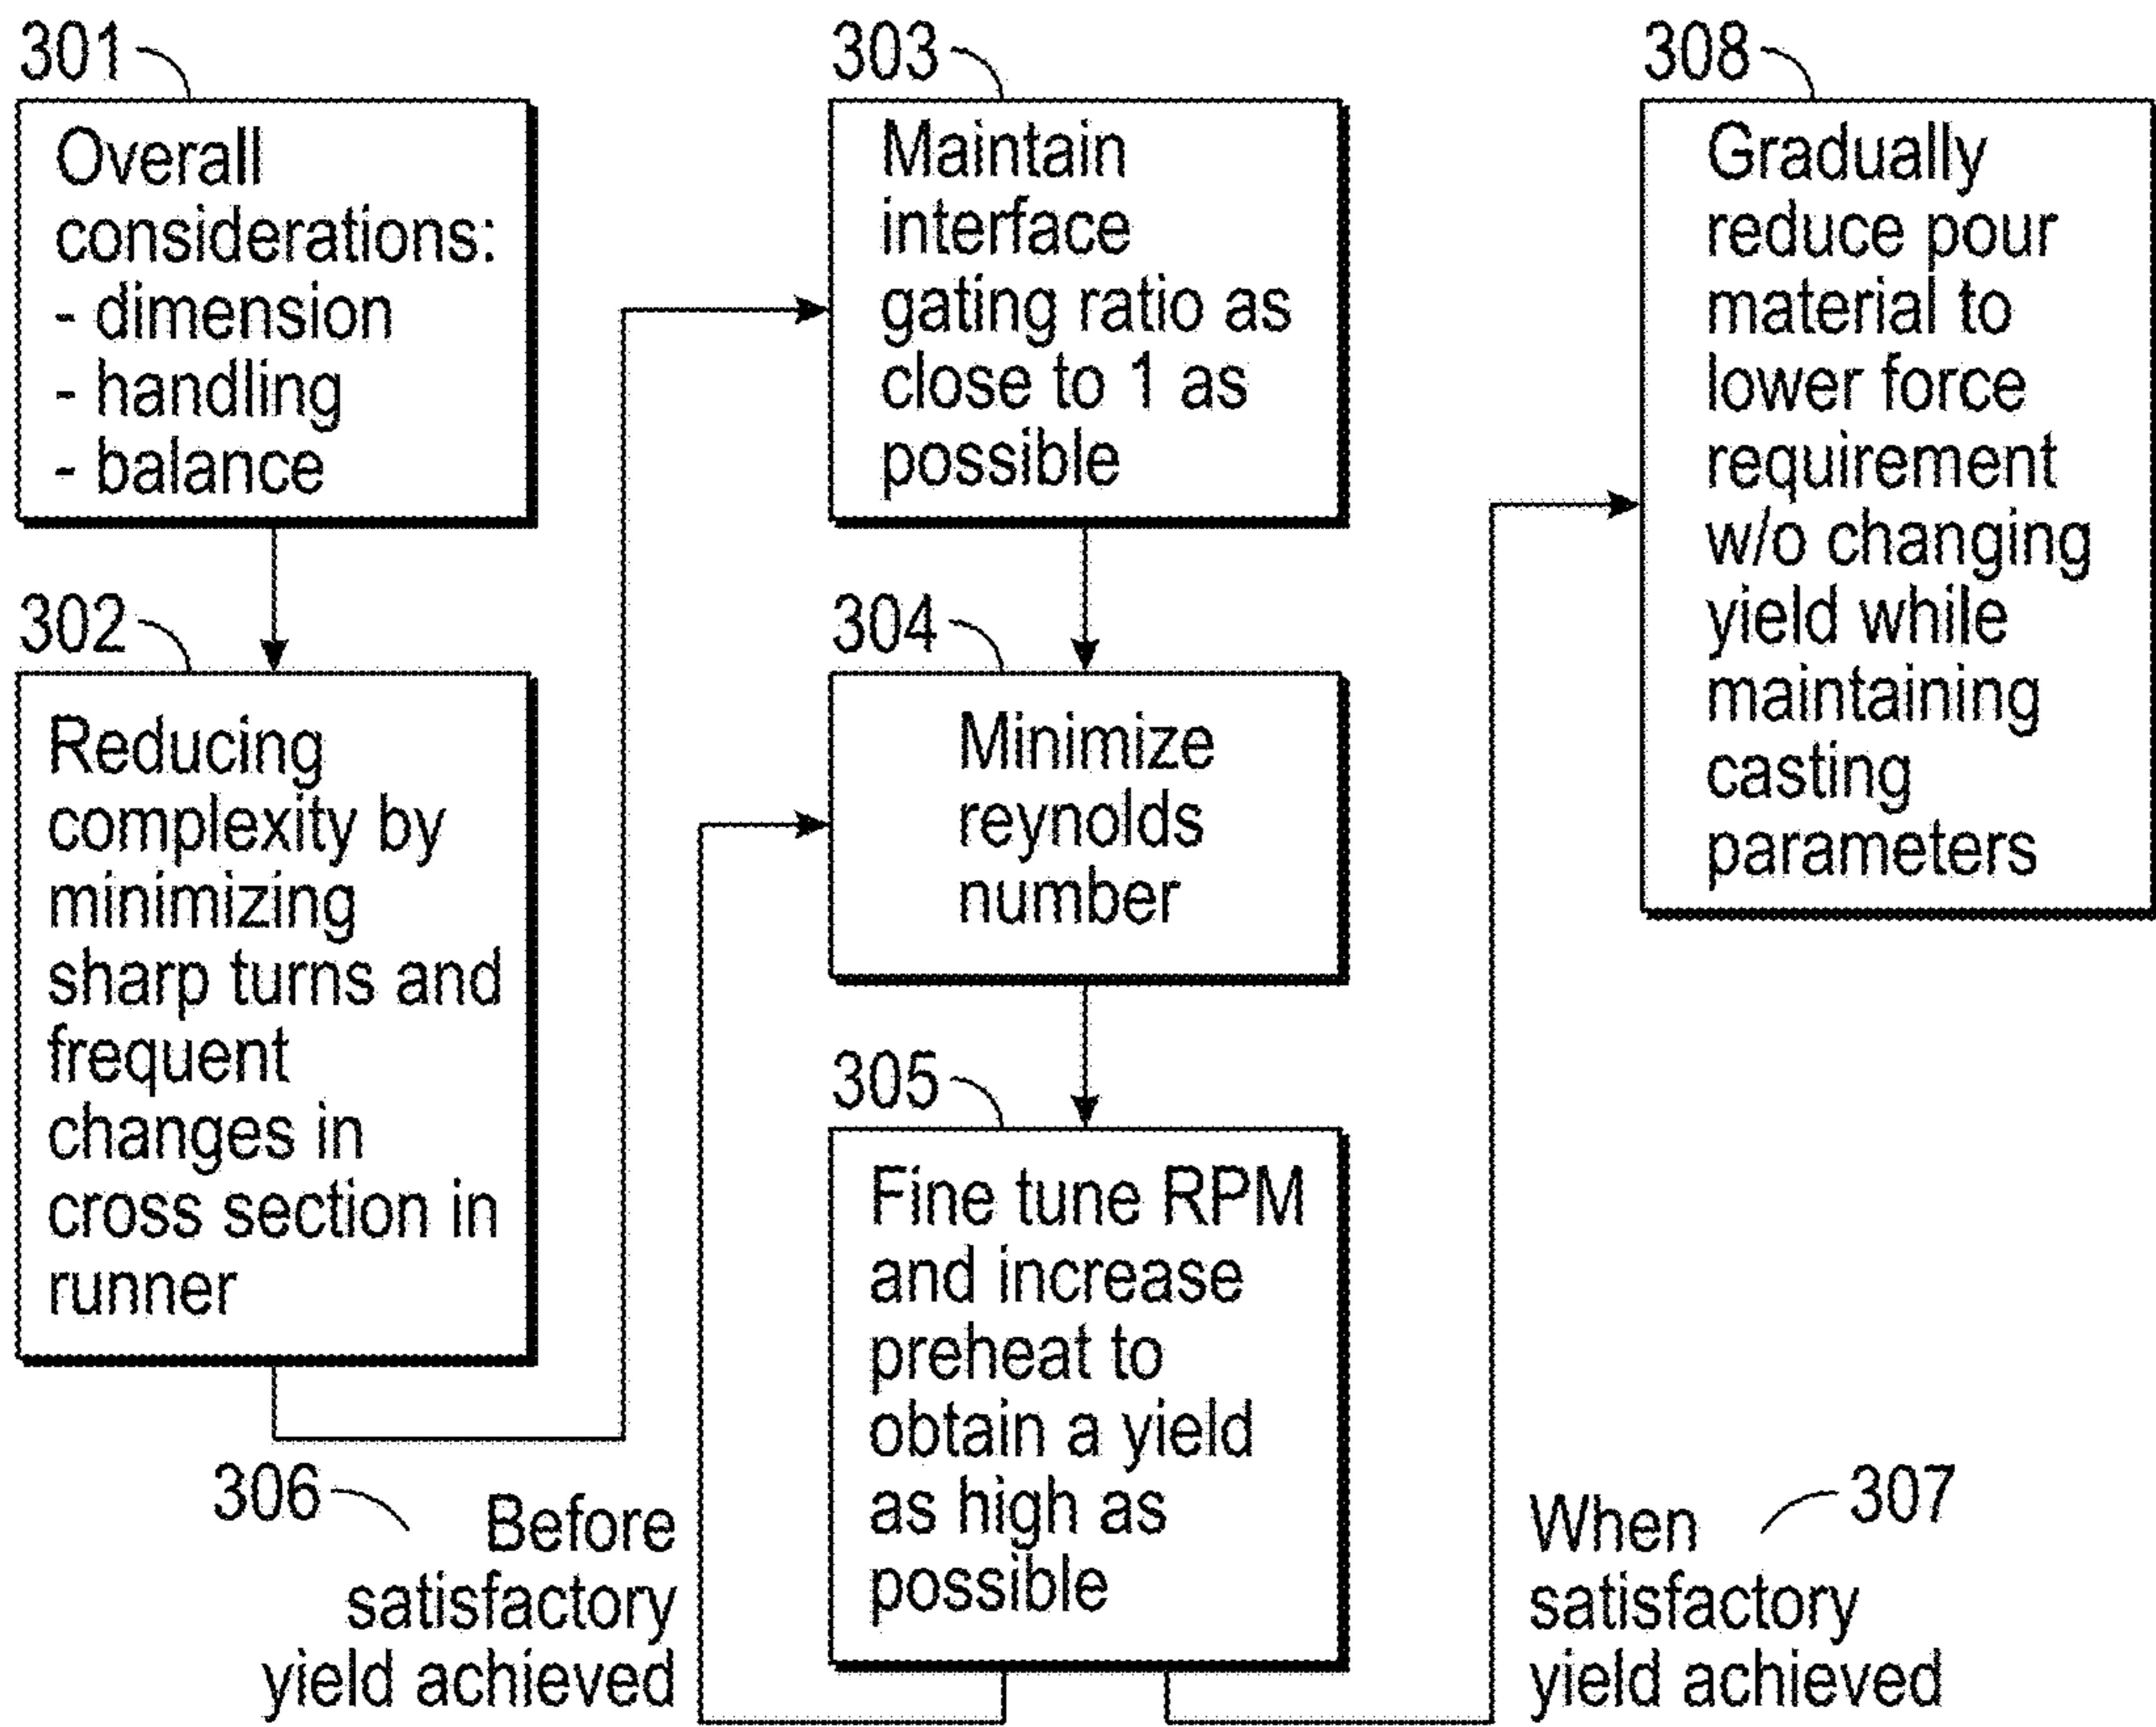 301
Overall
considerations:
- dimension
- handling
- balance
302
Reducing
complexity by
minimizing
sharp turns and
frequent
changes in
cross section in
runner
303
Maintain
interface
gating ratio as
close to 1 as
possible
304
Minimize
reynolds
number
305
Fine tune RPM
and increase
preheat to
obtain a yield
as high as
possible
306
Before
satisfactory
yield achieved
307
When
satisfactory
yield achieved
308
Gradually
reduce pour
material to
lower force
requirement
w/o changing
yield while
maintaining
casting
parameters